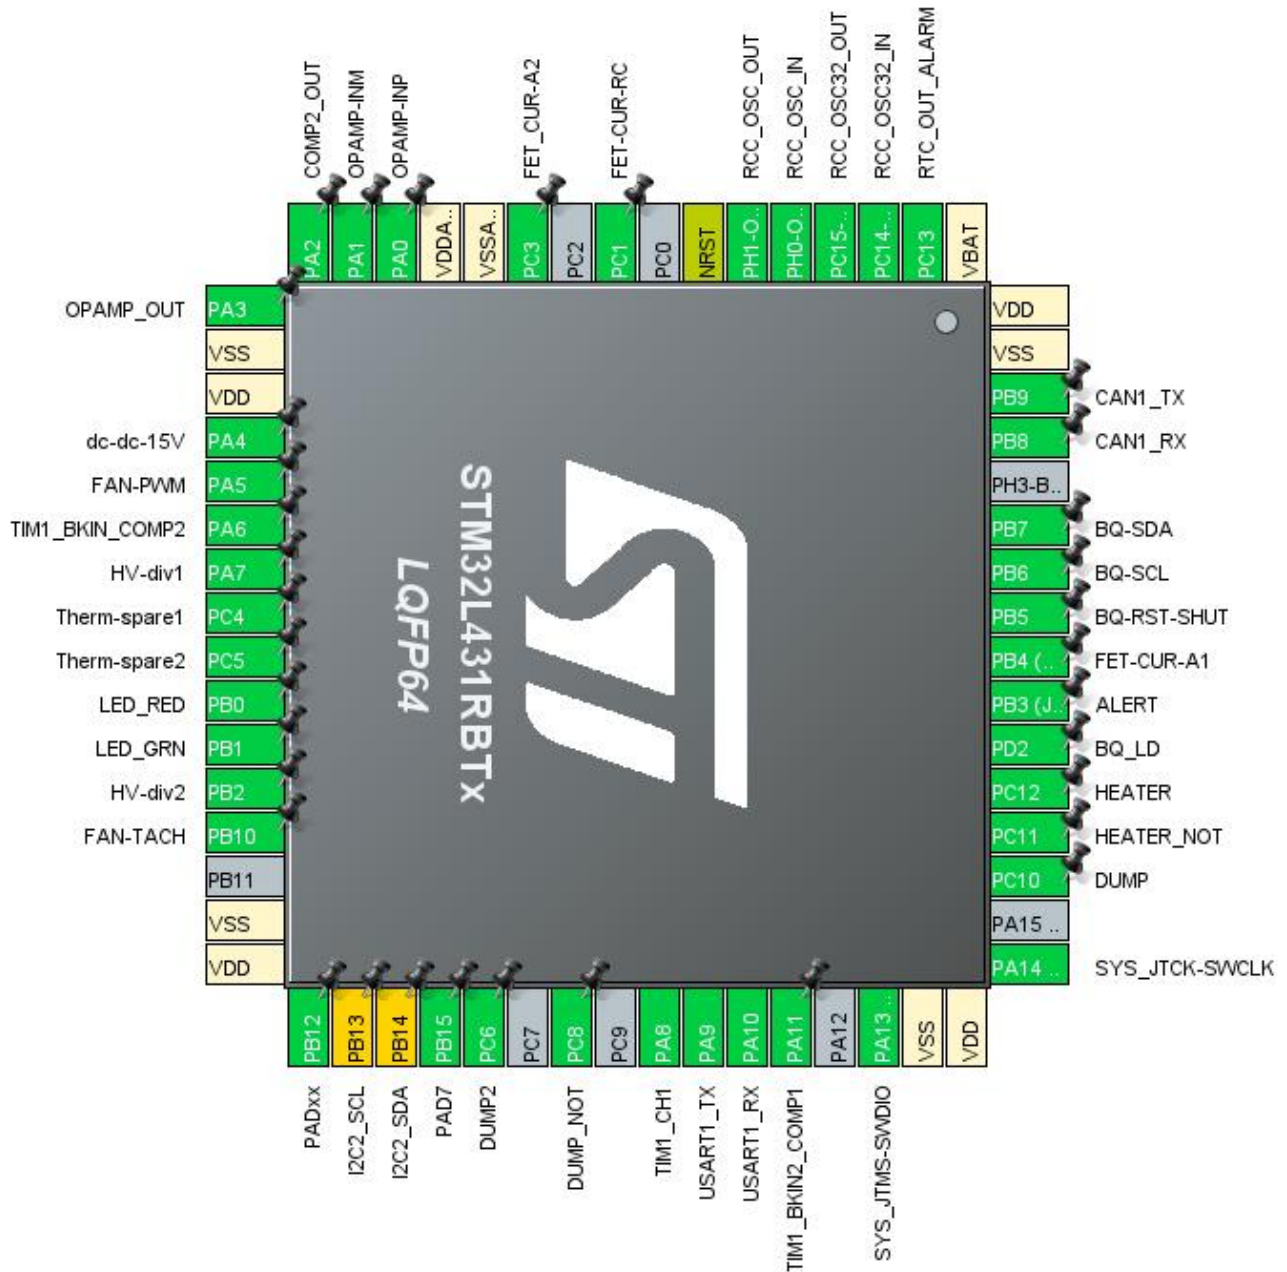 COMP2_OUT
OPAMP-INM
OPAMP-INP
FET_CUR-A2
FET-CUR-RC
RCC_OSC_OUT
RCC_OSC_IN
RCC_OSC32_OUT
RCC_OSC32_IN
RTC_OUT_ALARM
PA2
PA1
PA0
VDDA..
VSSA..
PC3
PC2
PC1
PC0
NRST
PH1-O..
PH0-O..
PC15-..
PC14-..
PC13
VBAT
OPAMP_OUT PA3
VSS
VDD
dc-dc-15V PA4
FAN-PWM PA5
TIM1_BKIN_COMP2 PA6
HV-div1 PA7
Therm-spare1 PC4
Therm-spare2 PC5
LED_RED PB0
LED_GRN PB1
HV-div2 PB2
FAN-TACH PB10
PB11
VSS
VDD
STM32L431RBTx
LQFP64
VDD
VSS
PB9 CAN1_TX
PB8 CAN1_RX
PH3-B..
PB7 BQ-SDA
PB6 BQ-SCL
PB5 BQ-RST-SHUT
PB4 (.. FET-CUR-A1
PB3 (J.. ALERT
PD2 BQ_LD
PC12 HEATER
PC11 HEATER_NOT
PC10 DUMP
PA15 ..
PA14 .. SYS_JTCK-SWCLK
PB12
PB13
PB14
PB15
PC6
PC7
PC8
PC9
PA8
PA9
PA10
PA11
PA12
PA13 ..
VSS
VDD
PADxx
I2C2_SCL
I2C2_SDA
PAD7
DUMP2
DUMP_NOT
TIM1_CH1
USART1_TX
USART1_RX
TIM1_BKIN2_COMP1
SYS_JTMS-SWDIO